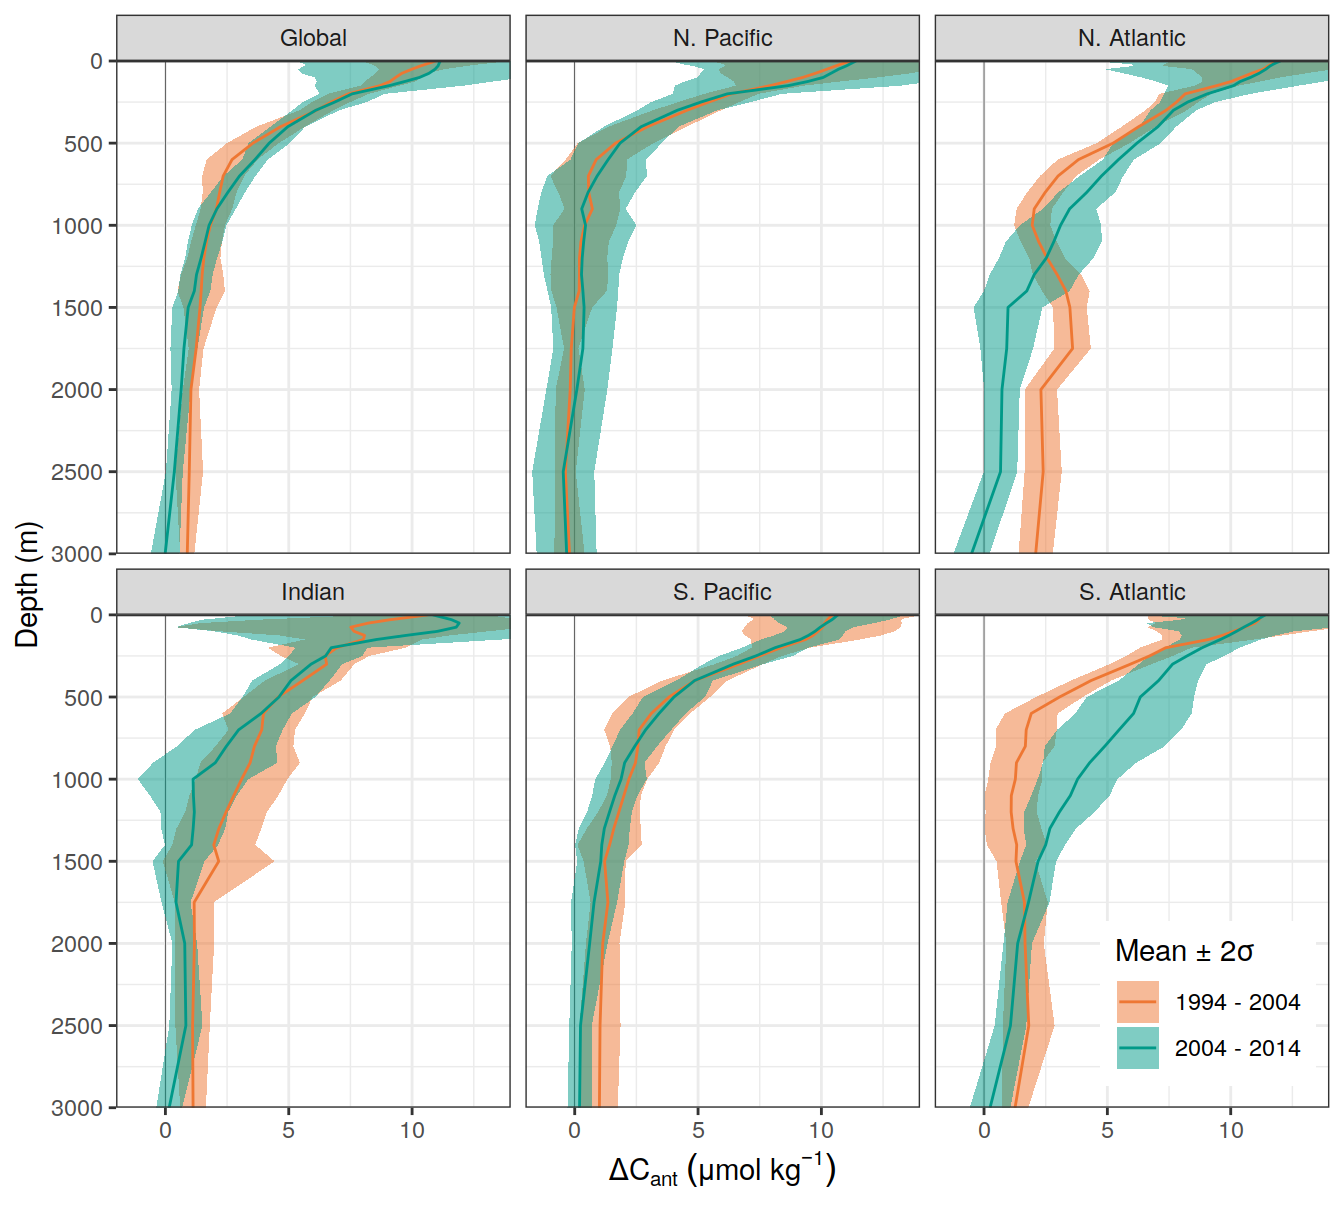 Global
N. Pacific
N. Atlantic
0
500
1000
1500
2000
2500
3000
Depth (m)
Indian
S. Pacific
S. Atlantic
0
500
1000
1500
2000
2500
3000
Mean ± 2σ
1994 - 2004
2004 - 2014
0 5 10
0 5 10
0 5 10
ΔCant (μmol kg−1)